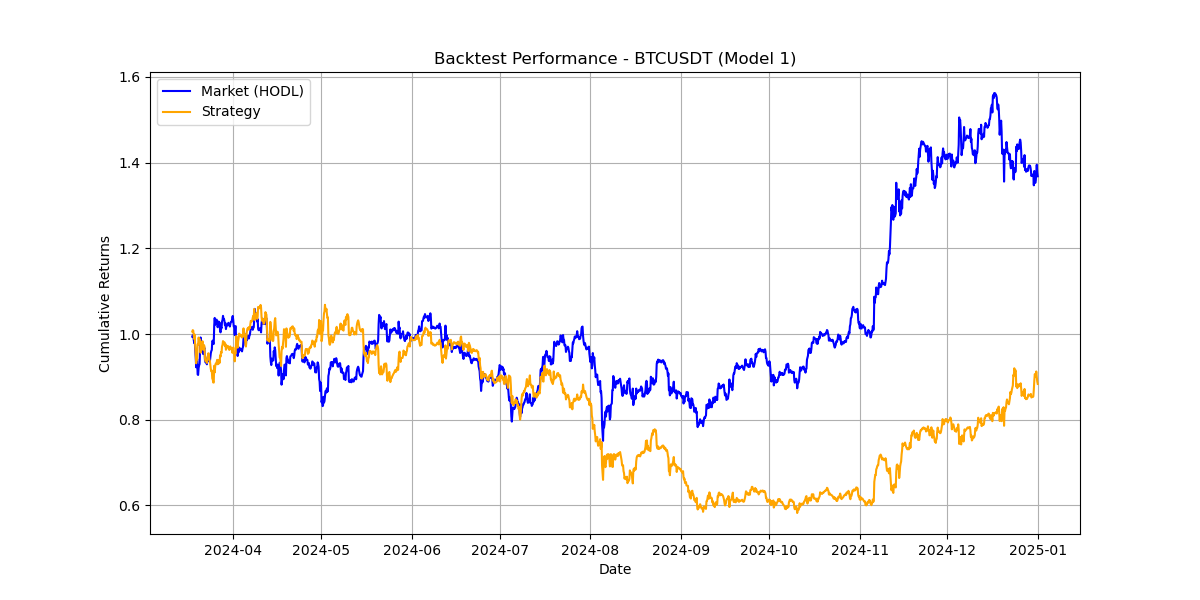 Backtest Performance - BTCUSDT (Model 1)
Market (HODL)
Strategy
Cumulative Returns
1.6
1.4
1.2
1.0
0.8
0.6
2024-04 2024-05 2024-06 2024-07 2024-08 2024-09 2024-10 2024-11 2024-12 2025-01
Date